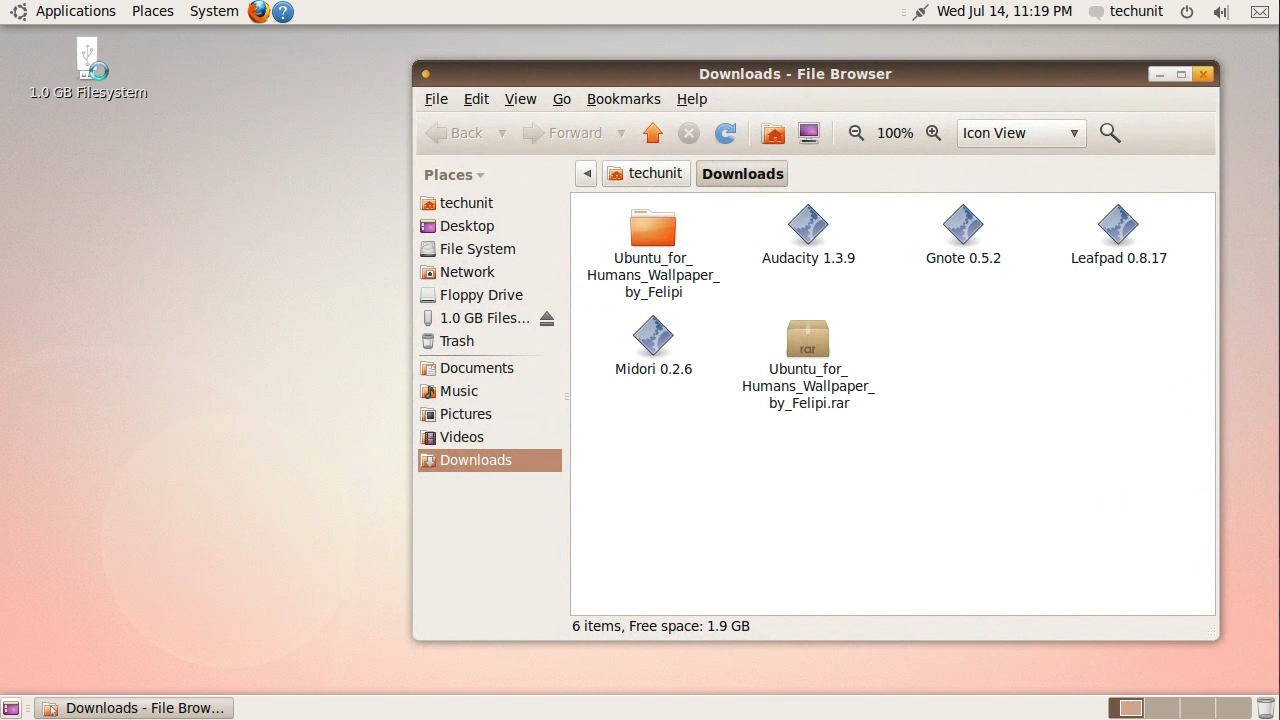 Applications Places System
Wed Jul 14, 11:19 PM techunit
1.0 GB Filesystem
Downloads - File Browser
File Edit View Go Bookmarks Help
Back Forward 100% Icon View
Places
techunit Downloads
techunit
Desktop
File System
Network
Floppy Drive
1.0 GB Files...
Trash
Documents
Music
Pictures
Videos
Downloads
Ubuntu_for_
Humans_Wallpaper_
by_Felipi
Audacity 1.3.9
Gnote 0.5.2
Leafpad 0.8.17
Midori 0.2.6
rar
Ubuntu_for_
Humans_Wallpaper_
by_Felipi.rar
6 items, Free space: 1.9 GB
Downloads - File Brow...